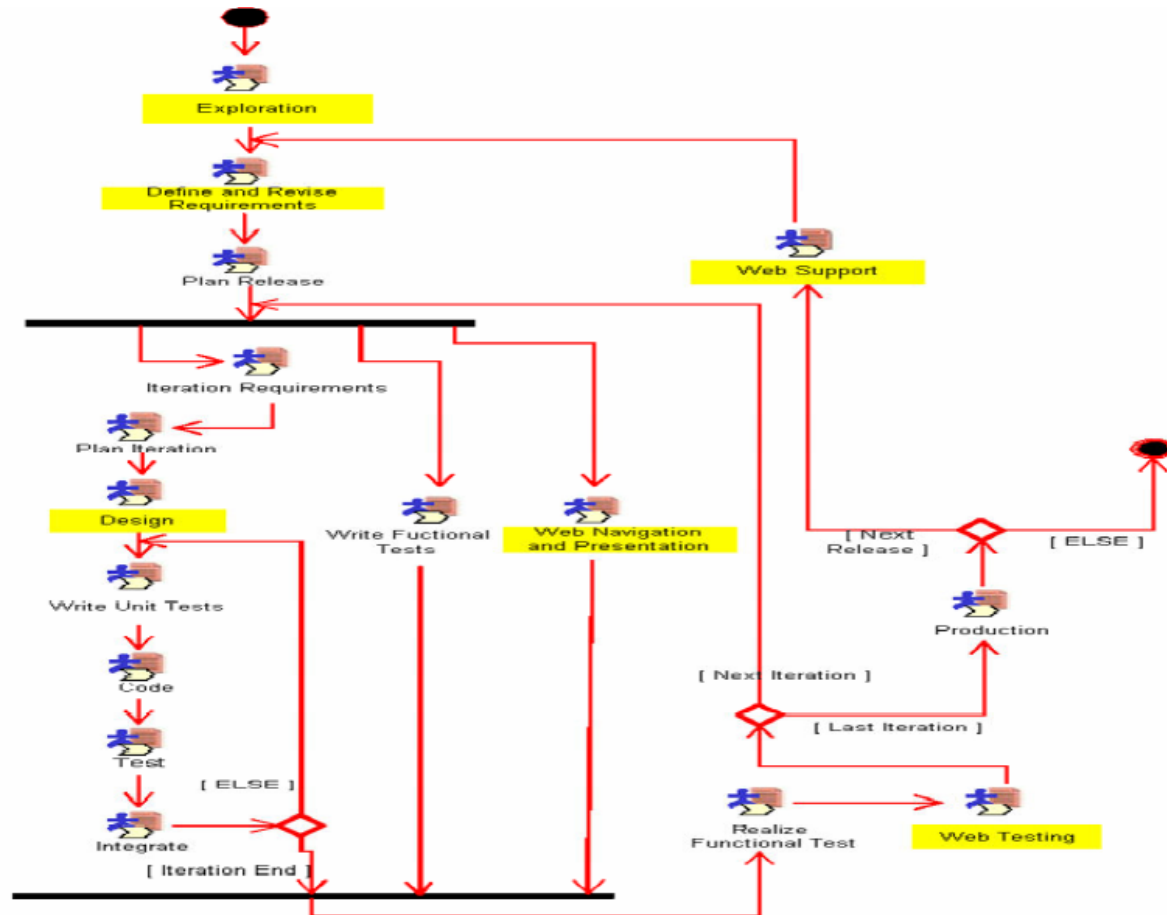 Exploration
Define and Revise
Requirements
Plan Release
Web Support
Iteration Requirements
Plan Iteration
Design
Write Fuctional
Tests
Web Navigation
and Presentation
[ Next
Release ]
[ ELSE ]
Write Unit Tests
Production
Code
[ Next Iteration ]
[ Last Iteration ]
Test
[ ELSE ]
Integrate
[ Iteration End ]
Realize
Functional Test
Web Testing